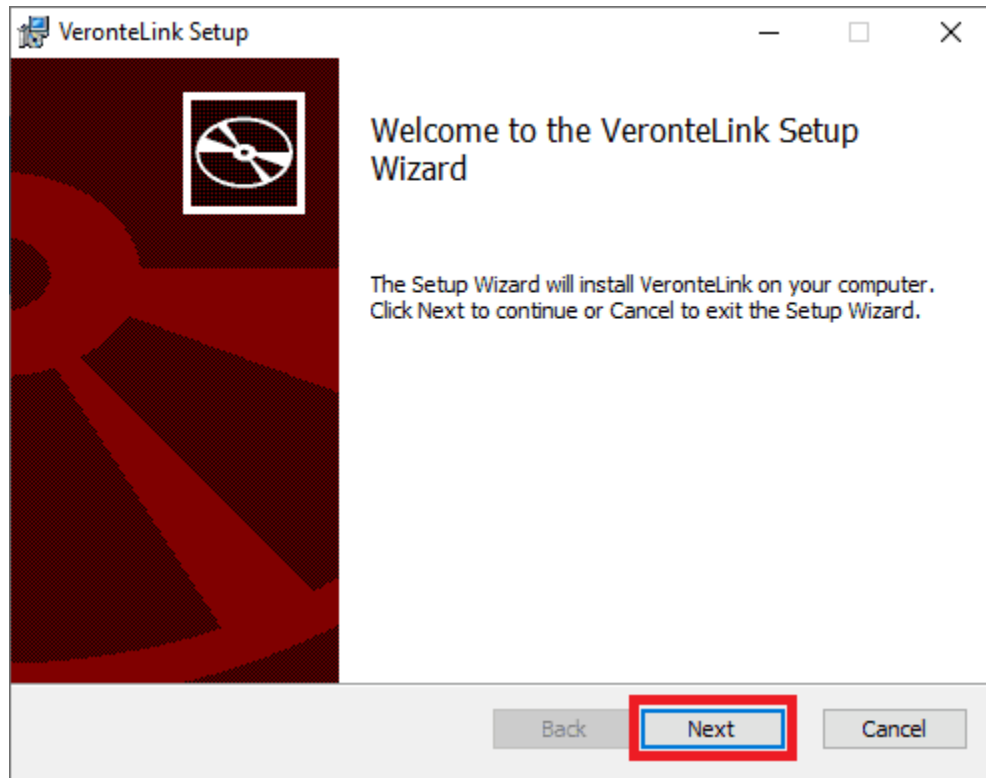 VeronteLink Setup
Welcome to the VeronteLink Setup
Wizard
The Setup Wizard will install VeronteLink on your computer.
Click Next to continue or Cancel to exit the Setup Wizard.
Back
Next
Cancel